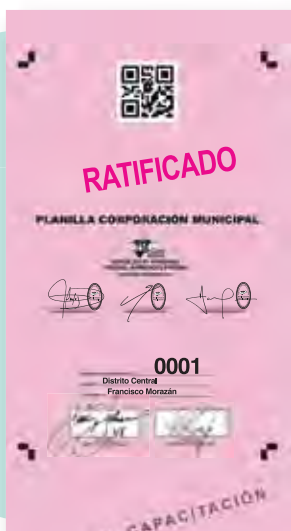 RATIFICADO
PLANILLA CORPORACIÓN MUNICIPAL
0001
Distrito Central
Francisco Morazán
CAPACITACIÓN